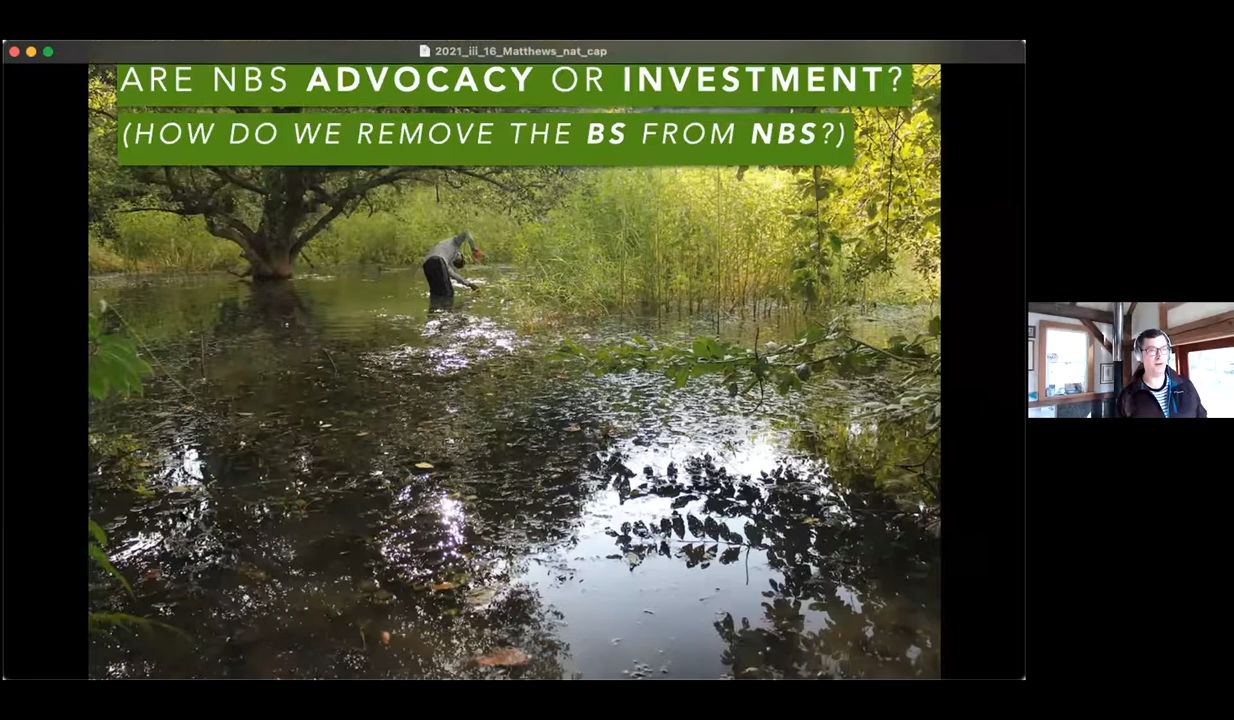 2021_iii_16_Matthews_nat_cap
ARE NBS ADVOCACY OR INVESTMENT?
(HOW DO WE REMOVE THE BS FROM NBS?)